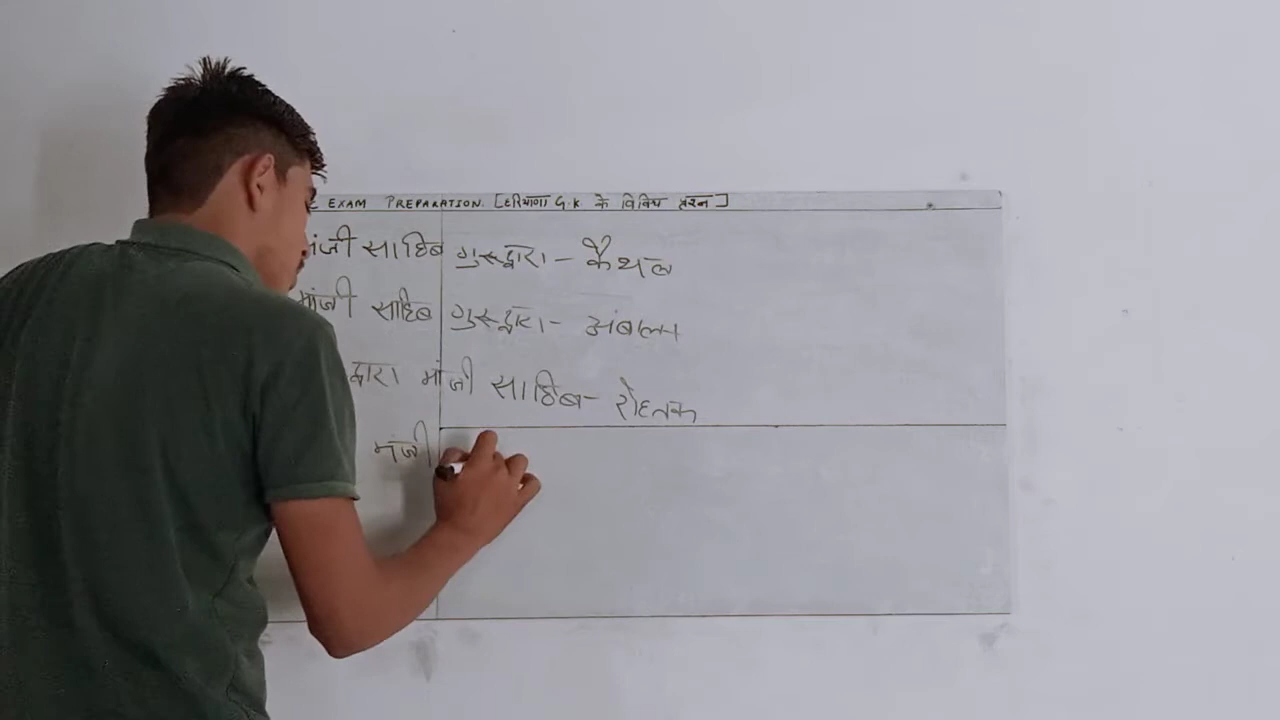 EXAM PREPARATION. [हरियाणा G.K के विविध प्रश्न]
मंजी साहिब गुरुद्वारा - कैथल
मांजी साहिब गुरुद्वारा - अंबाला
द्वारा मांजी साहिब - रोहतक
मंजी